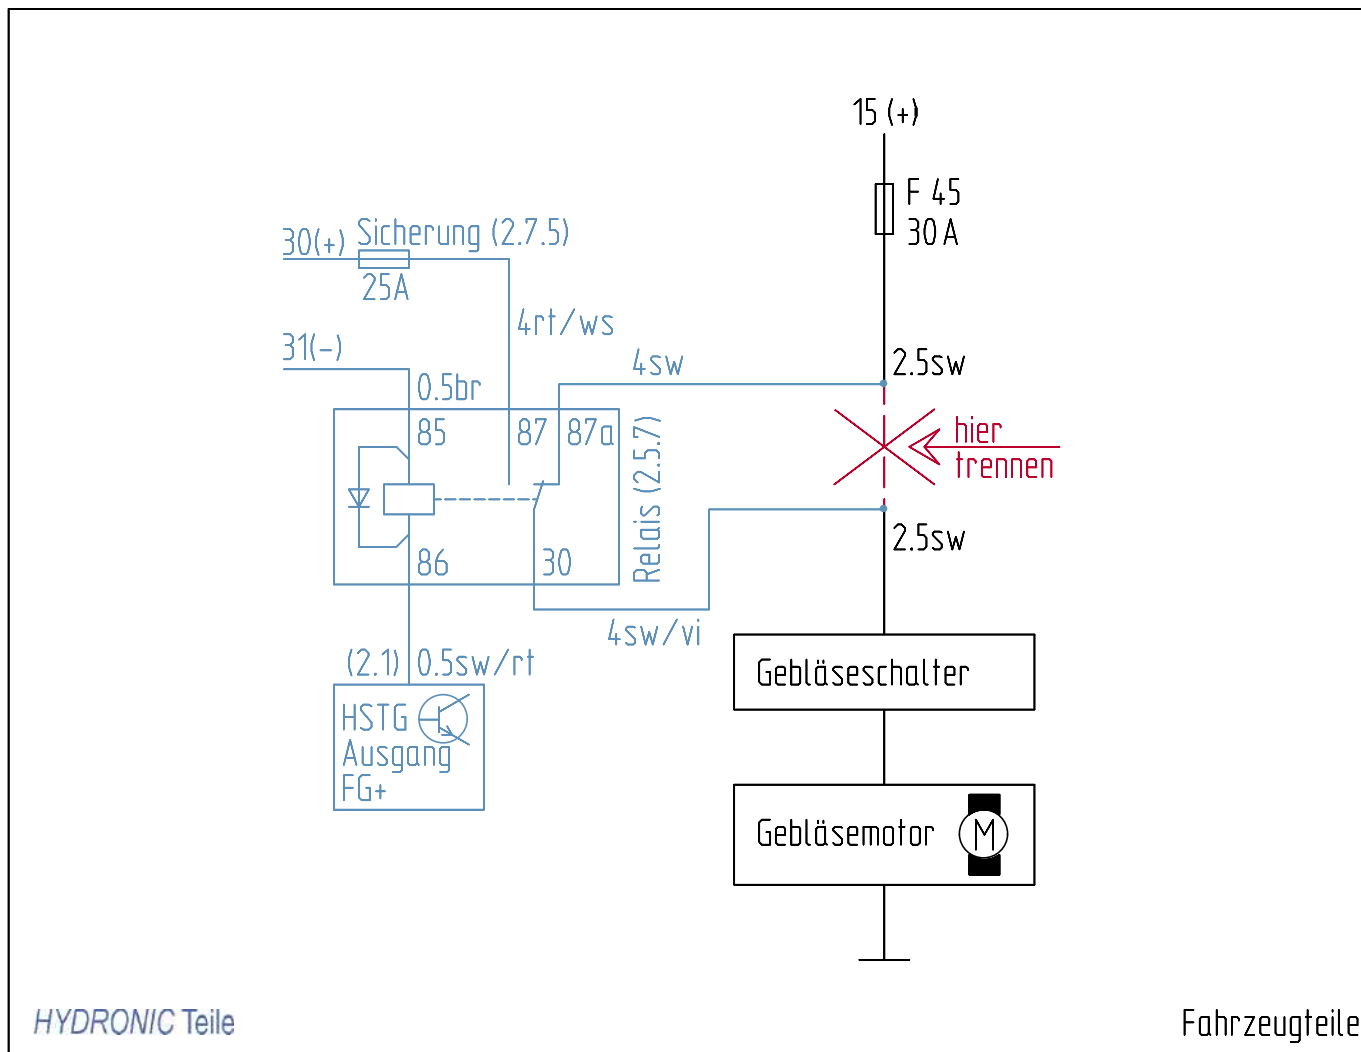 15 (+)
F 45
30 A
Sicherung (2.7.5)
30(+)
25A
4rt/ws
31(-)
4sw
2.5sw
0.5br
85
87
87a
hier
trennen
Relais (2.5.7)
86
30
2.5sw
4sw/vi
(2.1)
0.5sw/rt
Gebläseschalter
HSTG
Ausgang
FG+
Gebläsemotor
M
HYDRONIC Teile
Fahrzeugteile